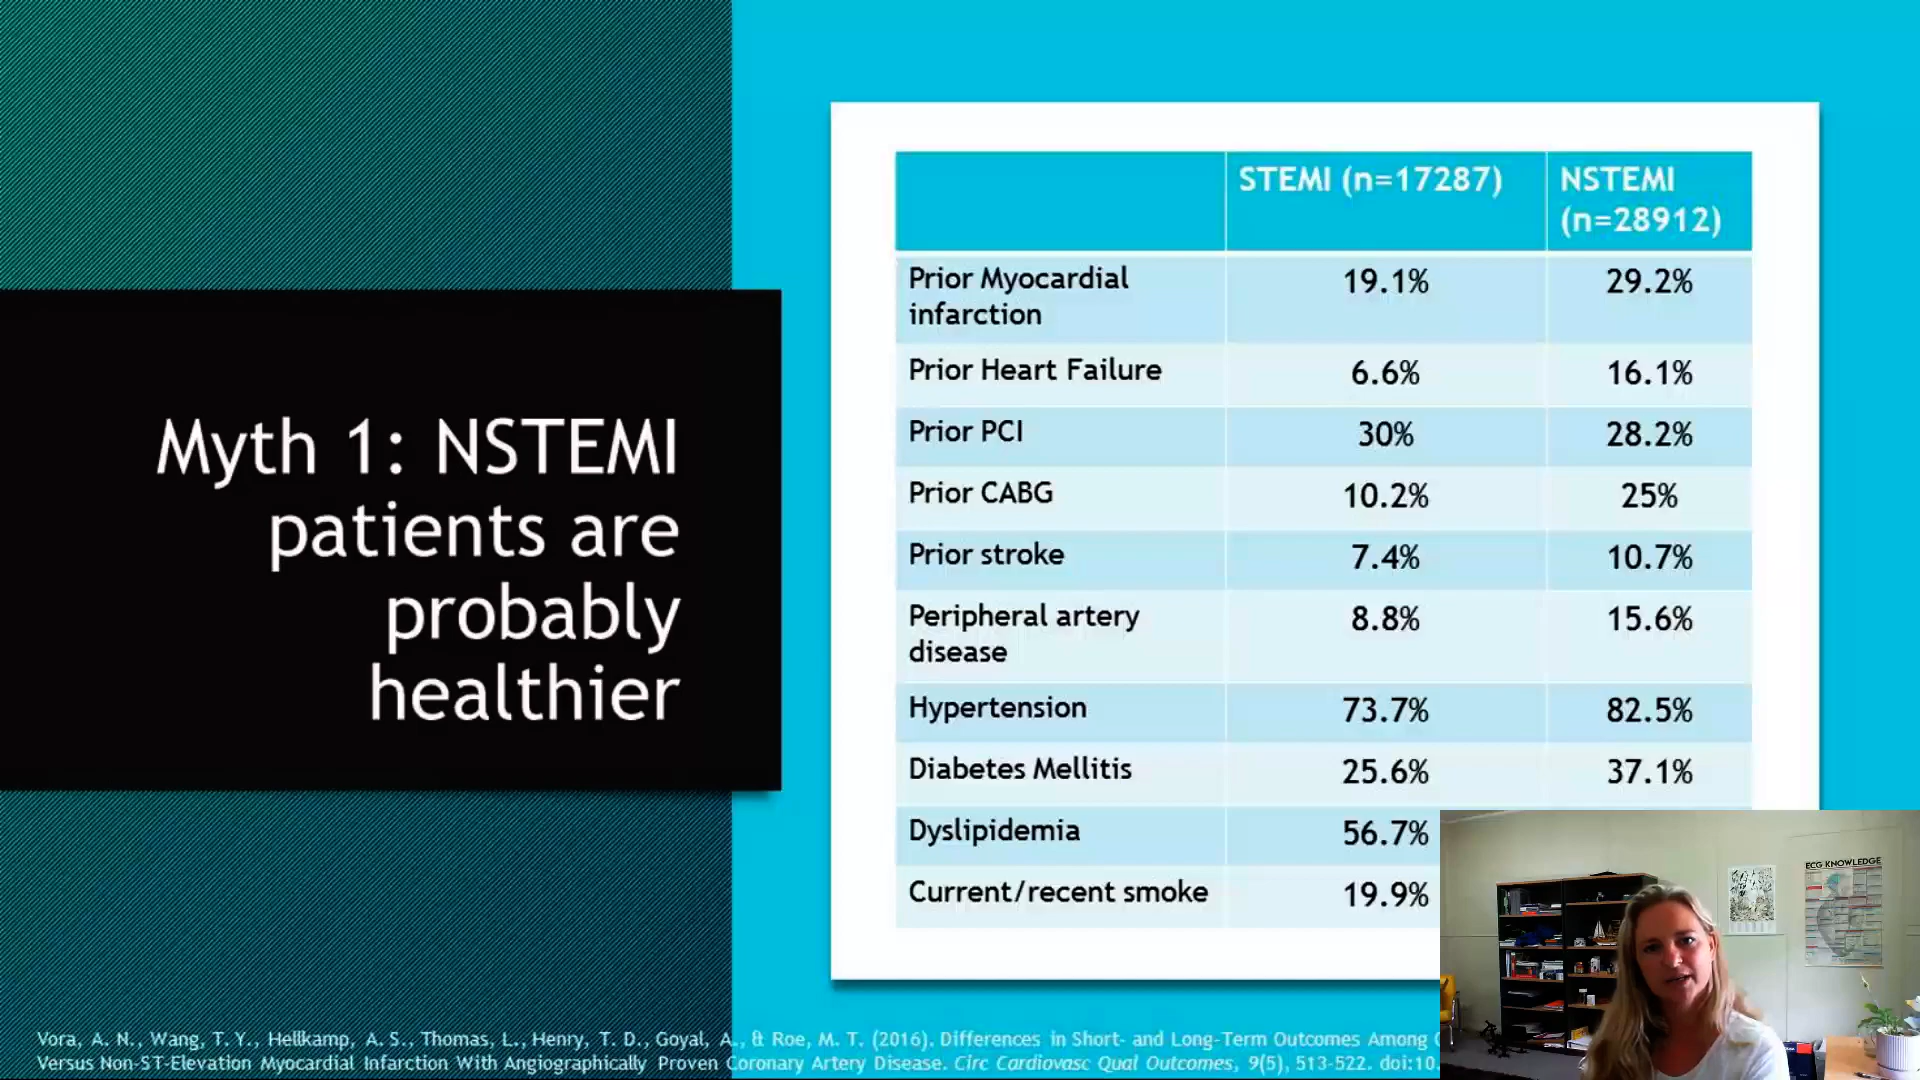 Myth 1: NSTEMI
patients are
probably
healthier
STEMI (n=17287) NSTEMI
(n=28912)
Prior Myocardial
infarction 19.1% 29.2%
Prior Heart Failure 6.6% 16.1%
Prior PCI 30% 28.2%
Prior CABG 10.2% 25%
Prior stroke 7.4% 10.7%
Peripheral artery
disease 8.8% 15.6%
Hypertension 73.7% 82.5%
Diabetes Mellitis 25.6% 37.1%
Dyslipidemia 56.7%
Current/recent smoke 19.9%
ECG KNOWLEDGE
Vora, A. N., Wang, T. Y., Hellkamp, A. S., Thomas, L., Henry, T. D., Goyal, A., & Roe, M. T. (2016). Differences in Short- and Long-Term Outcomes Among
Versus Non-ST-Elevation Myocardial Infarction With Angiographically Proven Coronary Artery Disease. Circ Cardiovasc Qual Outcomes, 9(5), 513-522. doi:10.